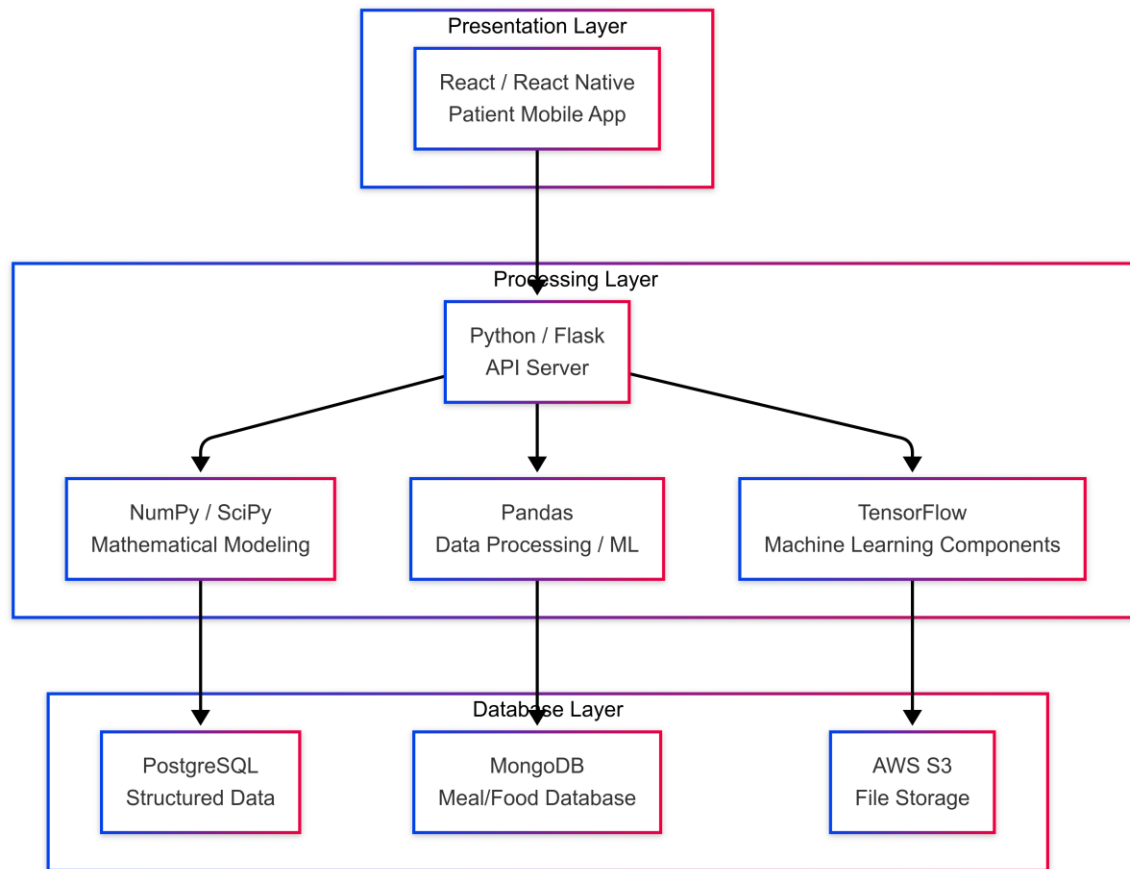 Presentation Layer
React / React Native
Patient Mobile App
Processing Layer
Python / Flask
API Server
NumPy / SciPy
Mathematical Modeling
Pandas
Data Processing / ML
TensorFlow
Machine Learning Components
Database Layer
PostgreSQL
Structured Data
MongoDB
Meal/Food Database
AWS S3
File Storage